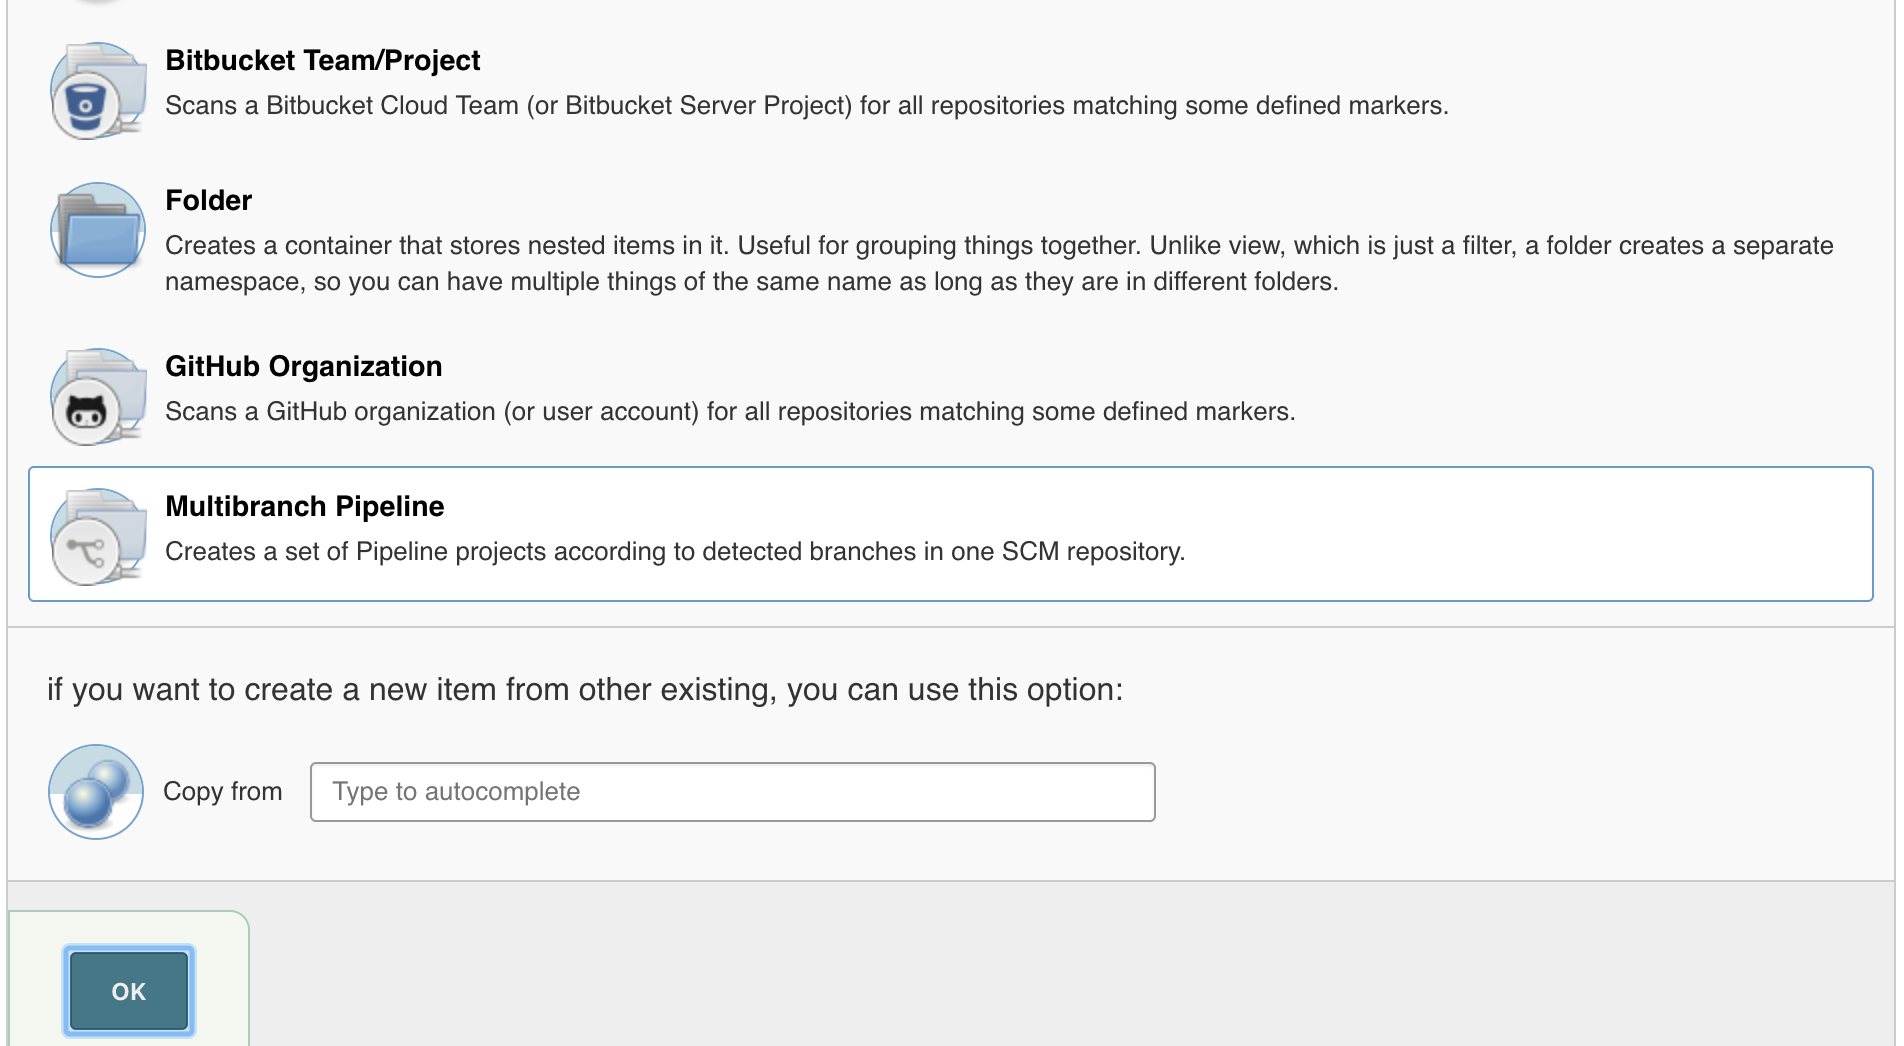 Bitbucket Team/Project
Scans a Bitbucket Cloud Team (or Bitbucket Server Project) for all repositories matching some defined markers.
Folder
Creates a container that stores nested items in it. Useful for grouping things together. Unlike view, which is just a filter, a folder creates a separate
namespace, so you can have multiple things of the same name as long as they are in different folders.
GitHub Organization
Scans a GitHub organization (or user account) for all repositories matching some defined markers.
Multibranch Pipeline
Creates a set of Pipeline projects according to detected branches in one SCM repository.
if you want to create a new item from other existing, you can use this option:
Copy from
Type to autocomplete
OK